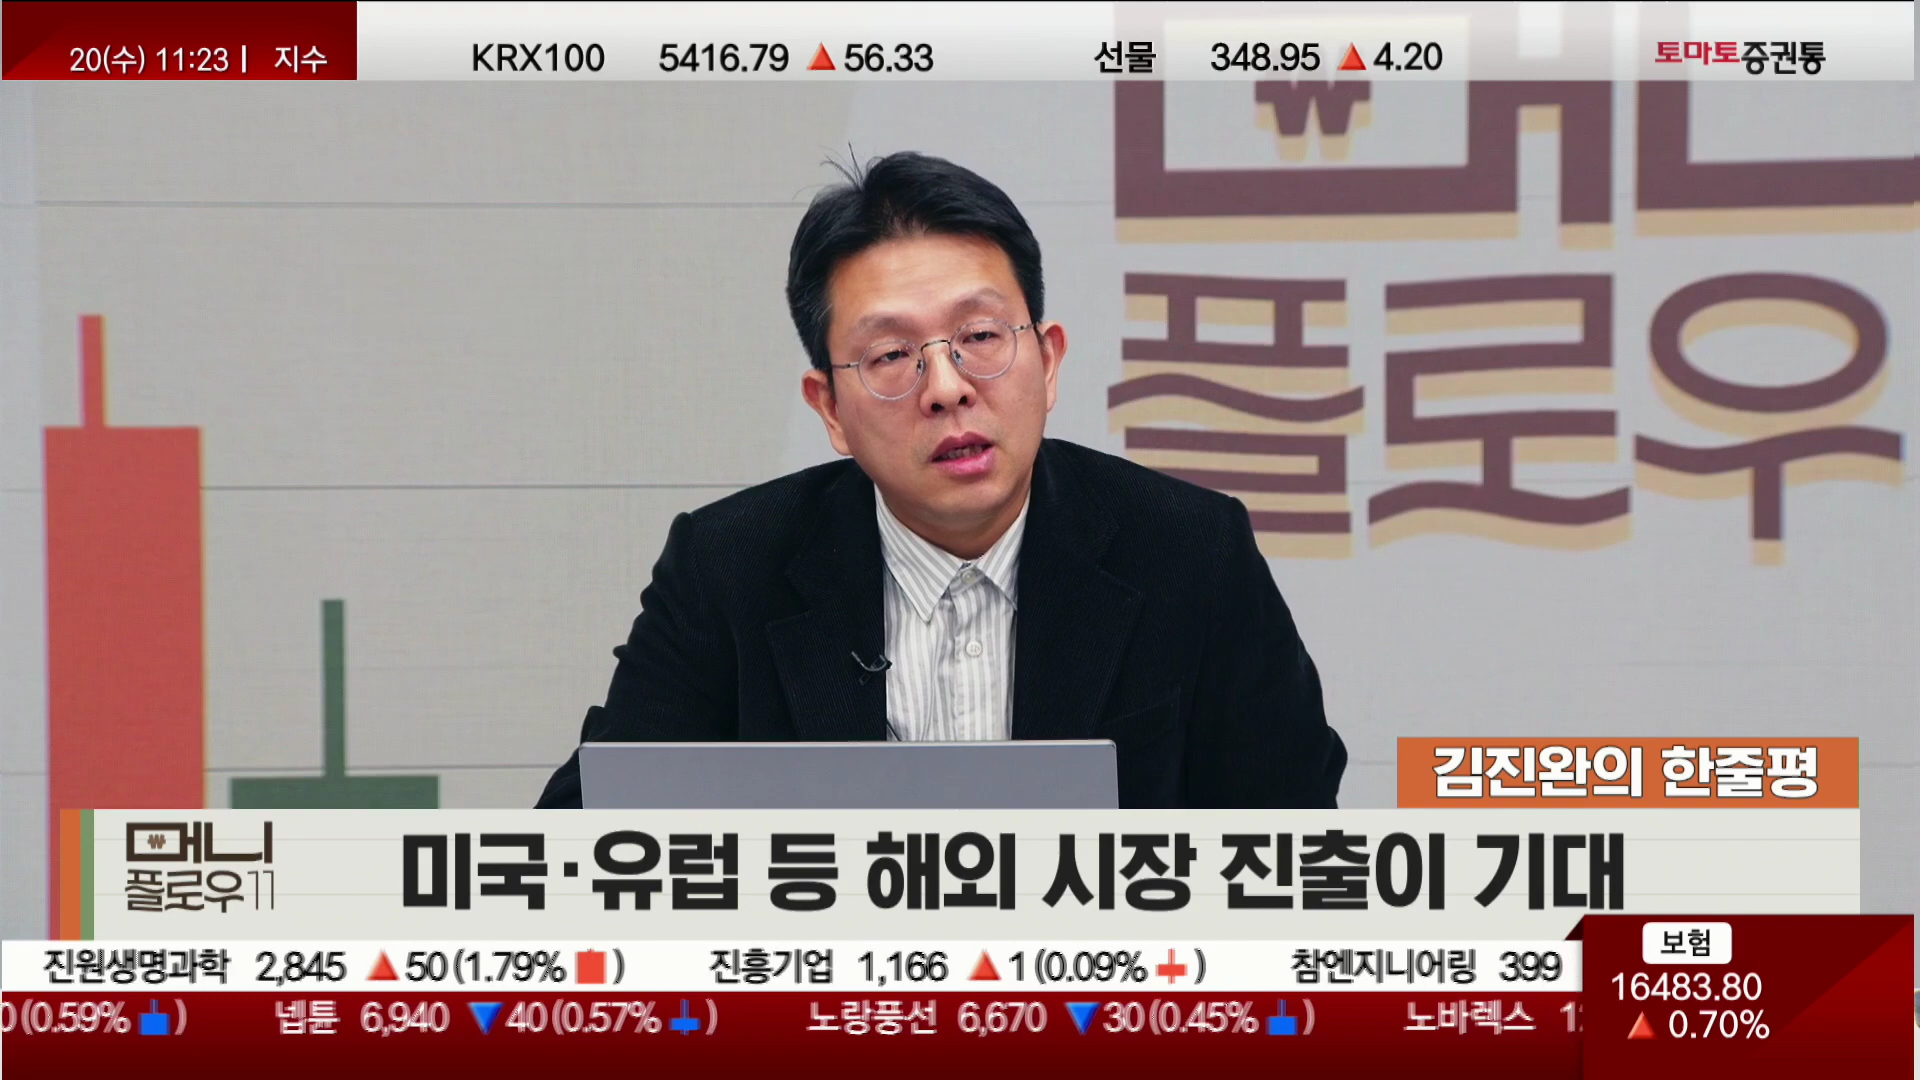 20(수) 11:23 | 지수 KRX100 5416.79 ▲ 56.33 선물 348.95 ▲ 4.20 토마토증권통
머니
플로우
김진완의 한줄평
머니
플로우11
미국·유럽 등 해외 시장 진출이 기대
진원생명과학 2,845 ▲ 50 (1.79% ) 진흥기업 1,166 ▲ 1 (0.09% ) 참엔지니어링 399
0 (0.59% ) 넵튠 6,940 ▼ 40 (0.57% ) 노랑풍선 6,670 ▼ 30 (0.45% ) 노바렉스
보험
16483.80
▲ 0.70%